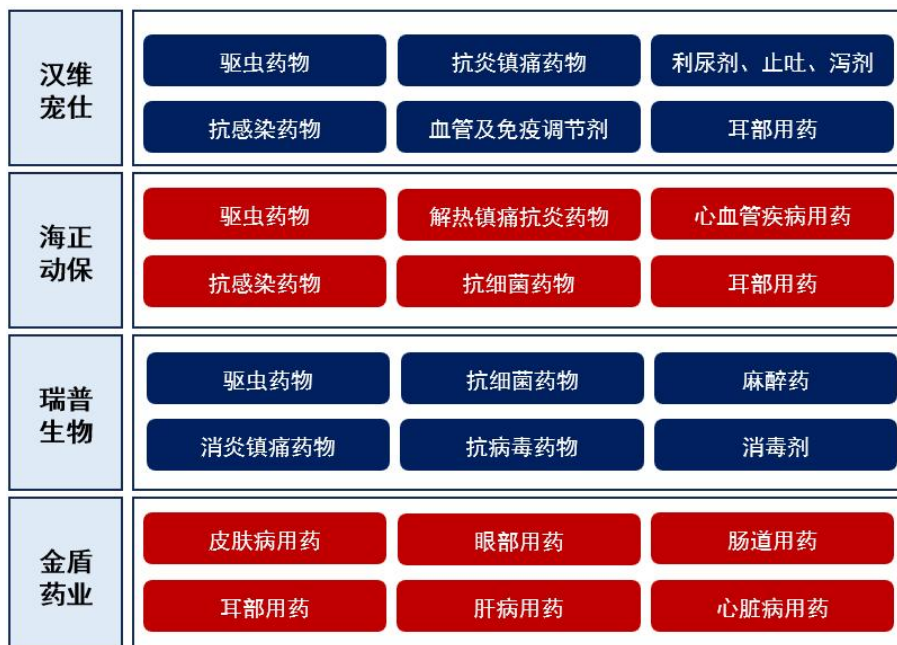 汉维
宠仕
驱虫药物 抗炎镇痛药物 利尿剂、止吐、泻剂
抗感染药物 血管及免疫调节剂 耳部用药
海正
动保
驱虫药物 解热镇痛抗炎药物 心血管疾病用药
抗感染药物 抗细菌药物 耳部用药
瑞普
生物
驱虫药物 抗细菌药物 麻醉药
消炎镇痛药物 抗病毒药物 消毒剂
金盾
药业
皮肤病用药 眼部用药 肠道用药
耳部用药 肝病用药 心脏病用药